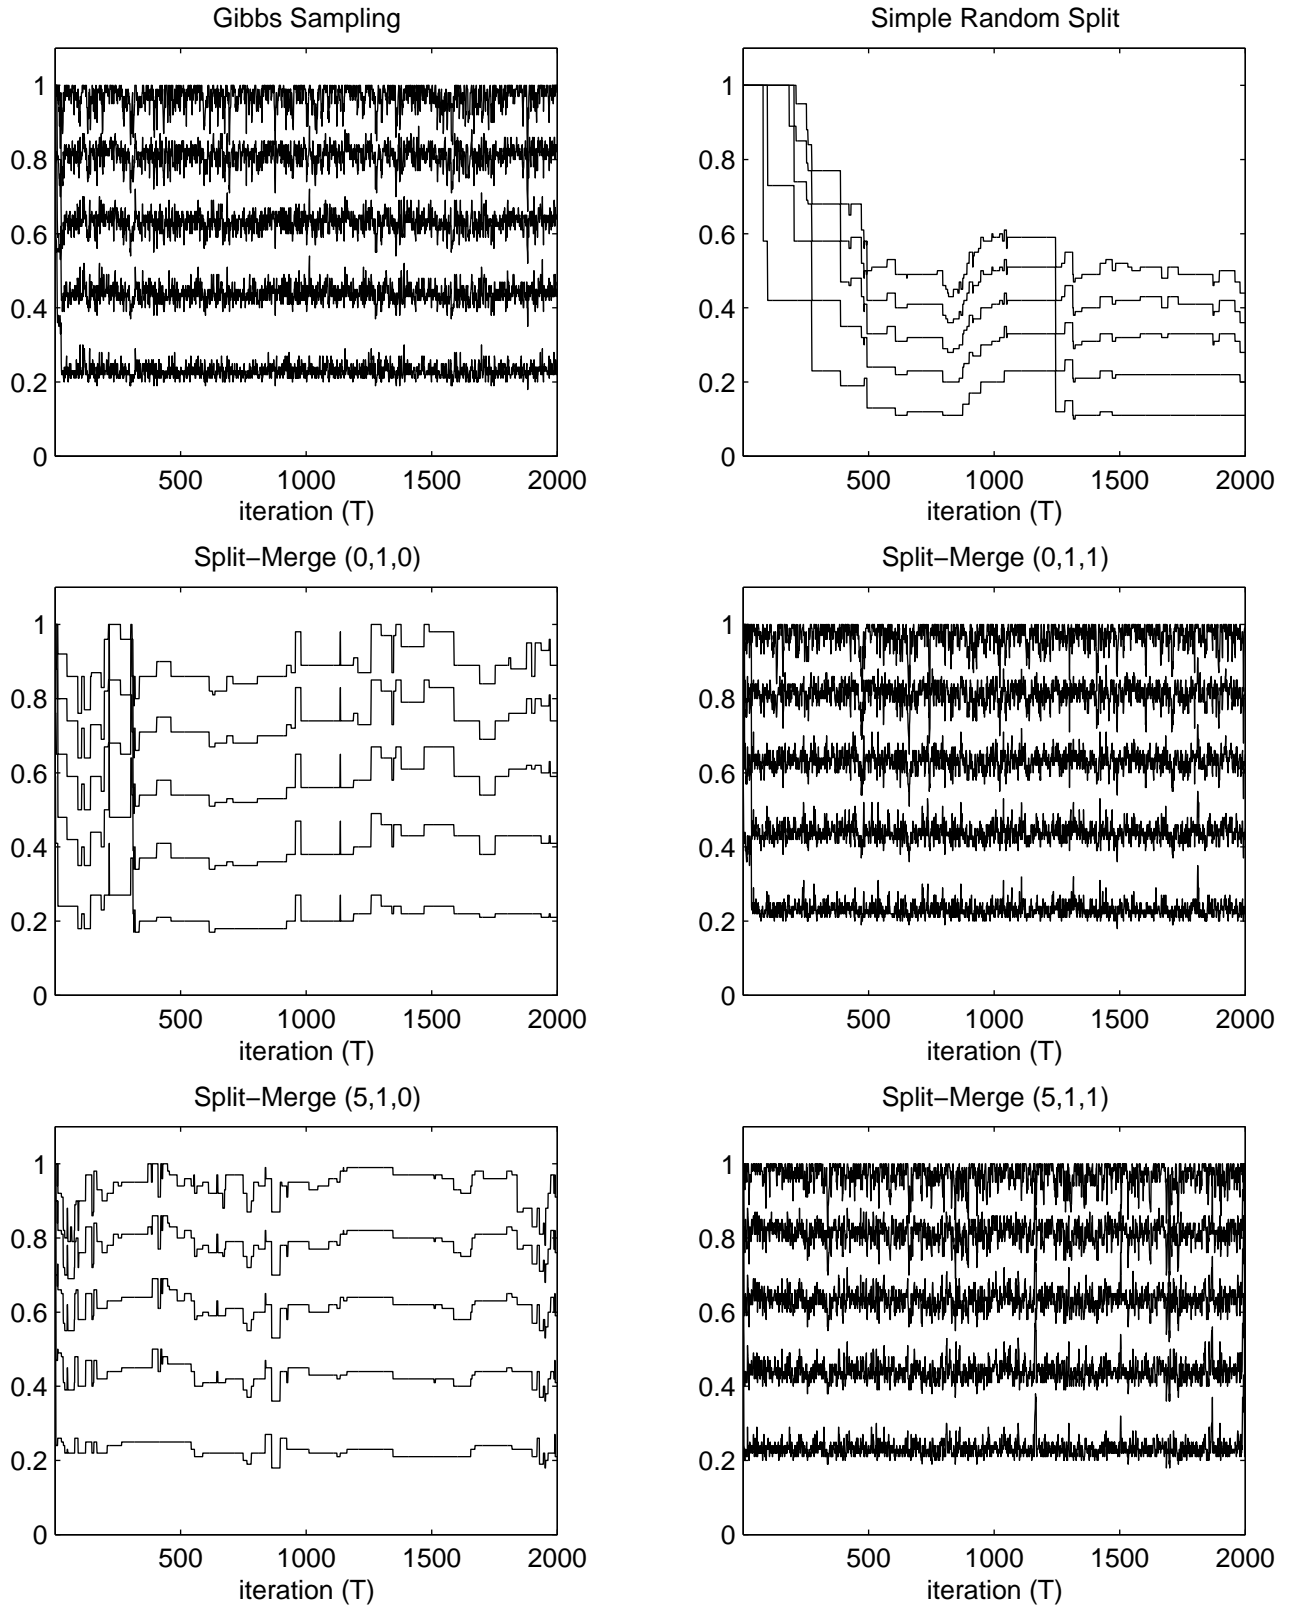 Gibbs Sampling
1
0.8
0.6
0.4
0.2
0
500 1000 1500 2000
iteration (T)
Simple Random Split
1
0.8
0.6
0.4
0.2
0
500 1000 1500 2000
iteration (T)
Split−Merge (0,1,0)
1
0.8
0.6
0.4
0.2
0
500 1000 1500 2000
iteration (T)
Split−Merge (0,1,1)
1
0.8
0.6
0.4
0.2
0
500 1000 1500 2000
iteration (T)
Split−Merge (5,1,0)
1
0.8
0.6
0.4
0.2
0
500 1000 1500 2000
iteration (T)
Split−Merge (5,1,1)
1
0.8
0.6
0.4
0.2
0
500 1000 1500 2000
iteration (T)